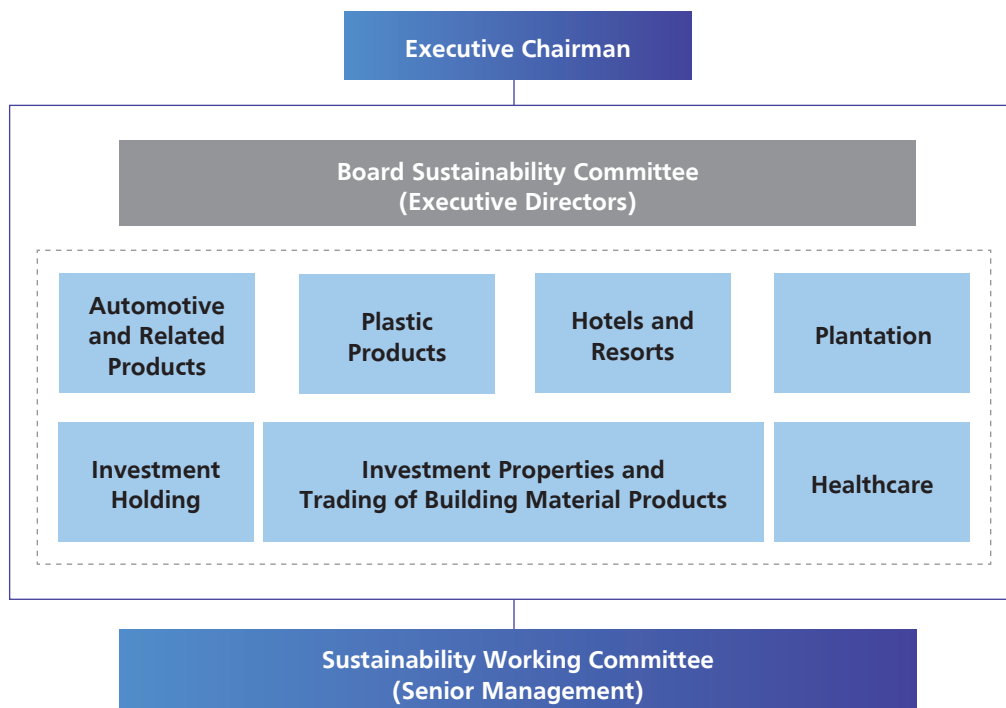 Executive Chairman
Board Sustainability Committee
(Executive Directors)
Automotive
and Related
Products
Plastic
Products
Hotels and
Resorts
Plantation
Investment
Holding
Investment Properties and
Trading of Building Material Products
Healthcare
Sustainability Working Committee
(Senior Management)